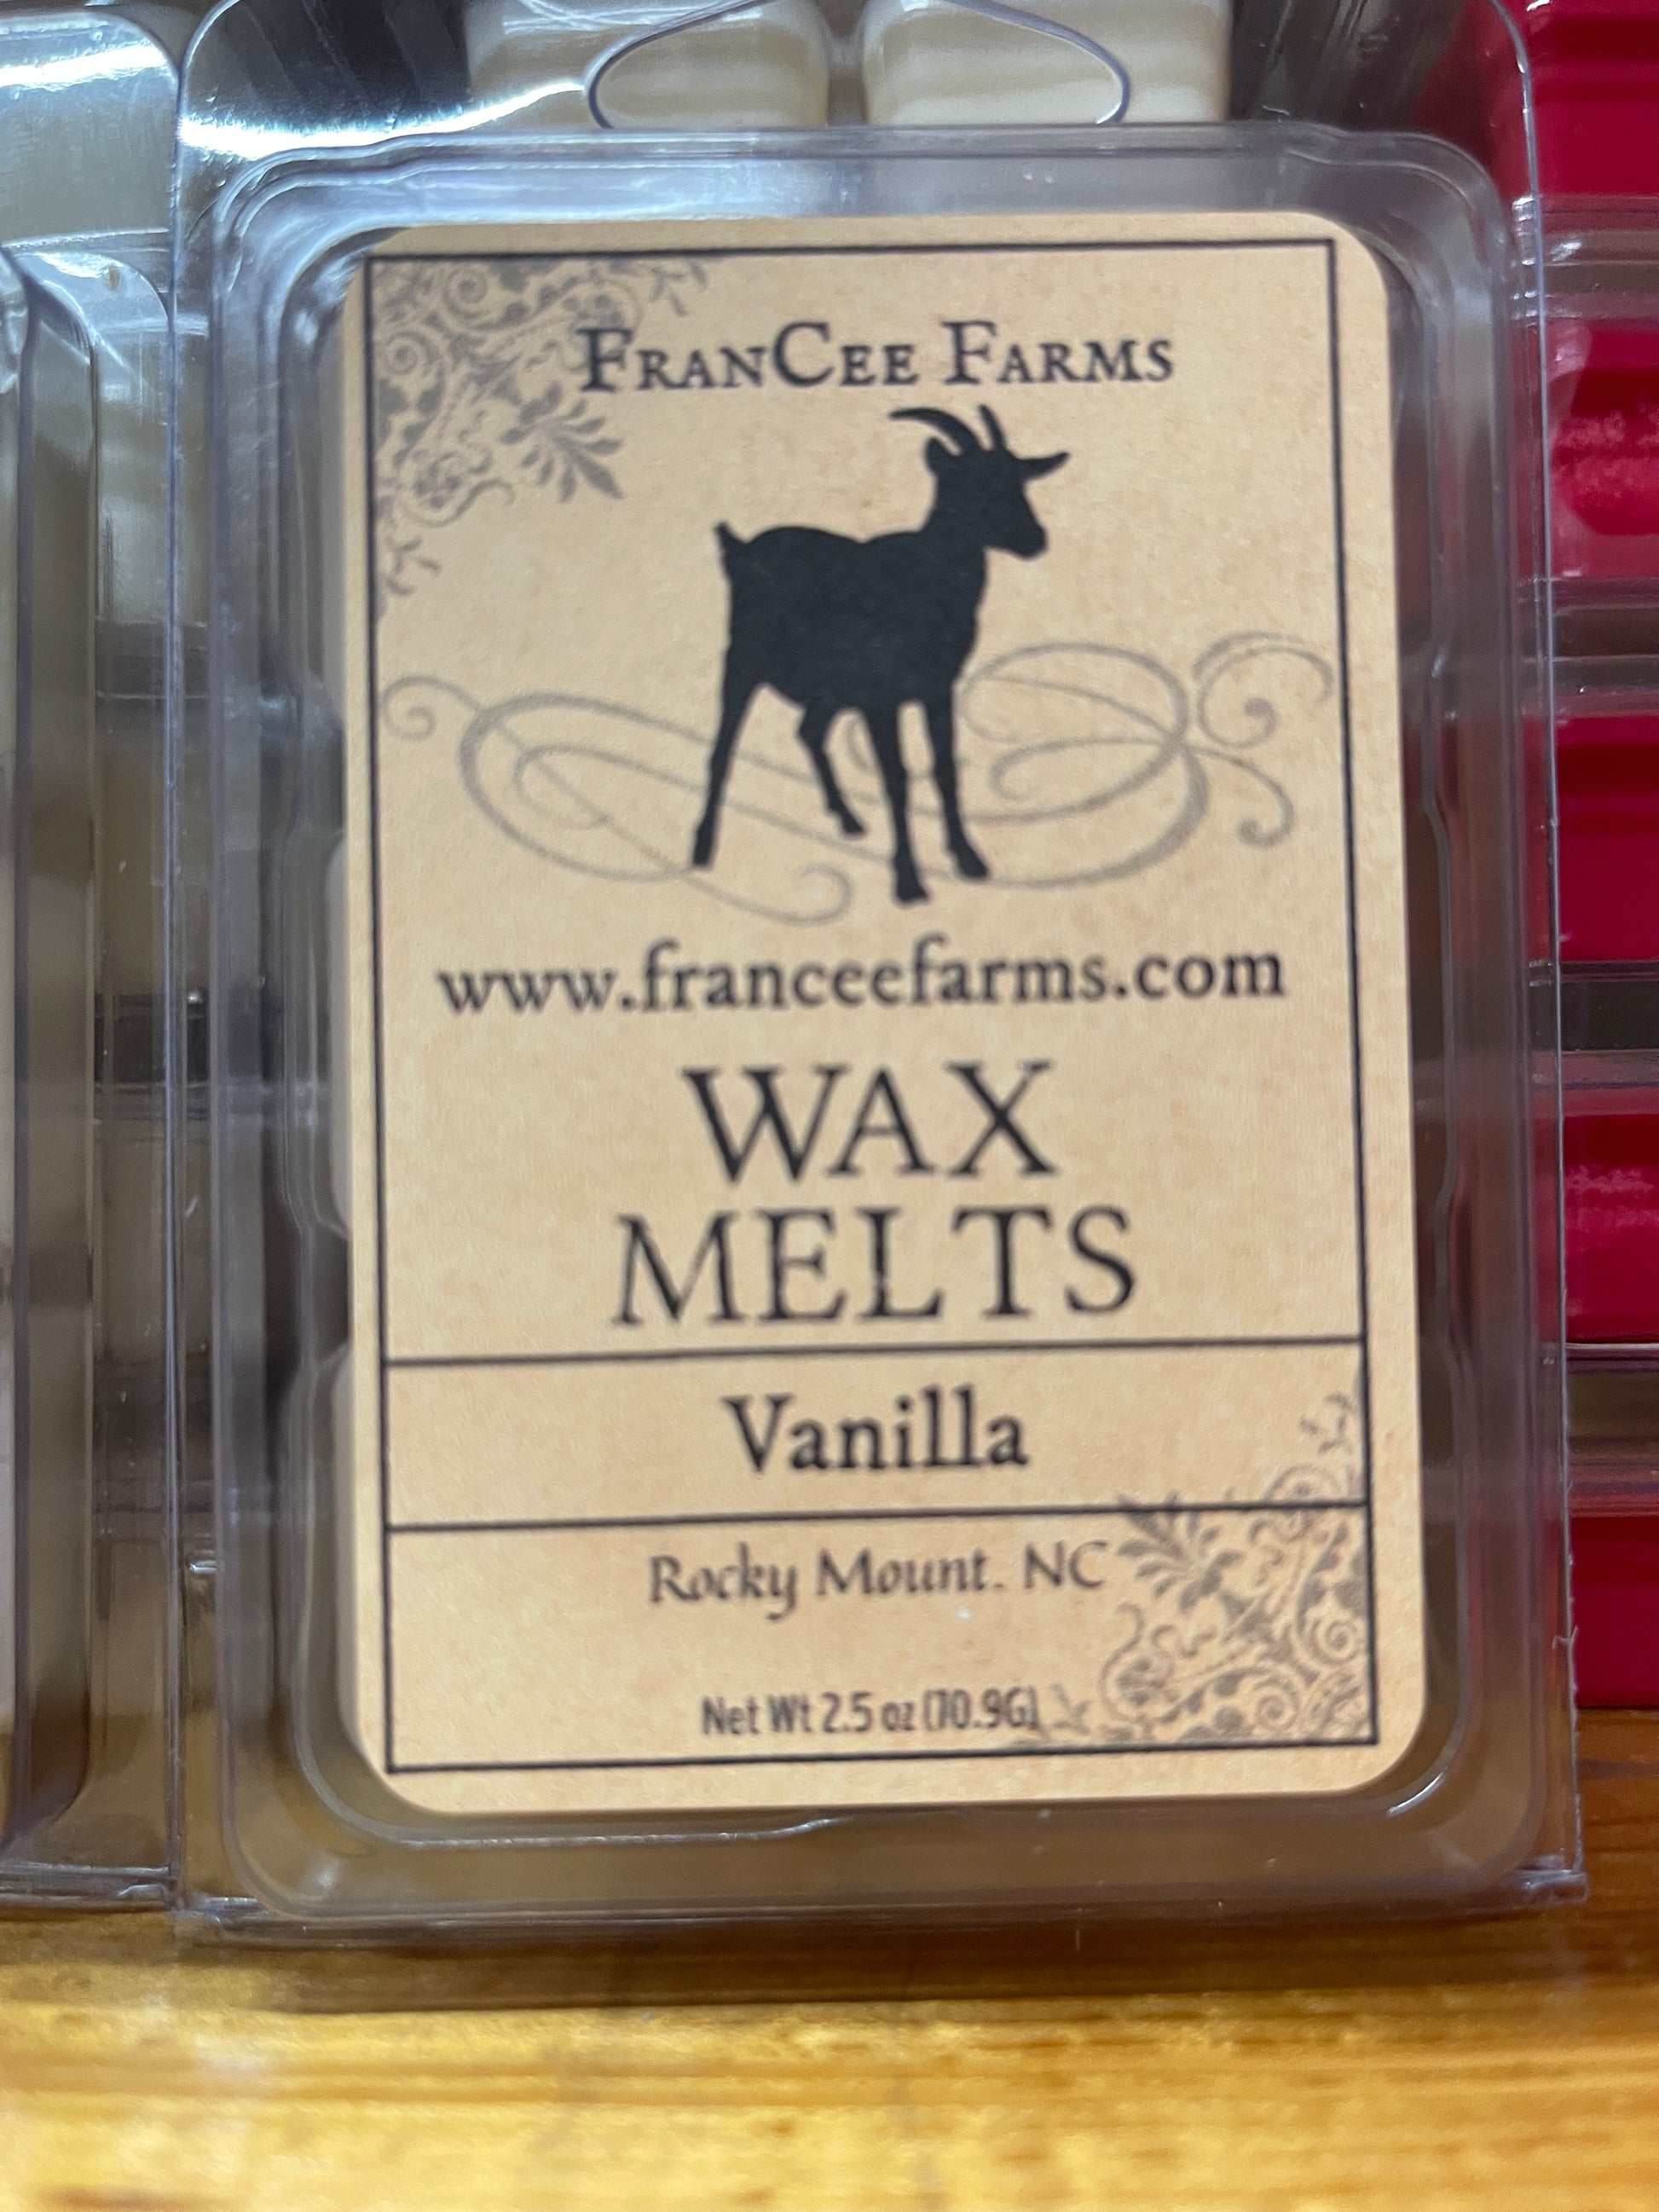 FRANCEE FARMS
www.franceefarms.com
WAX
MELTS
Vanilla
Rocky Mount. NC
Net Wt 2.5 oz (70.9G)